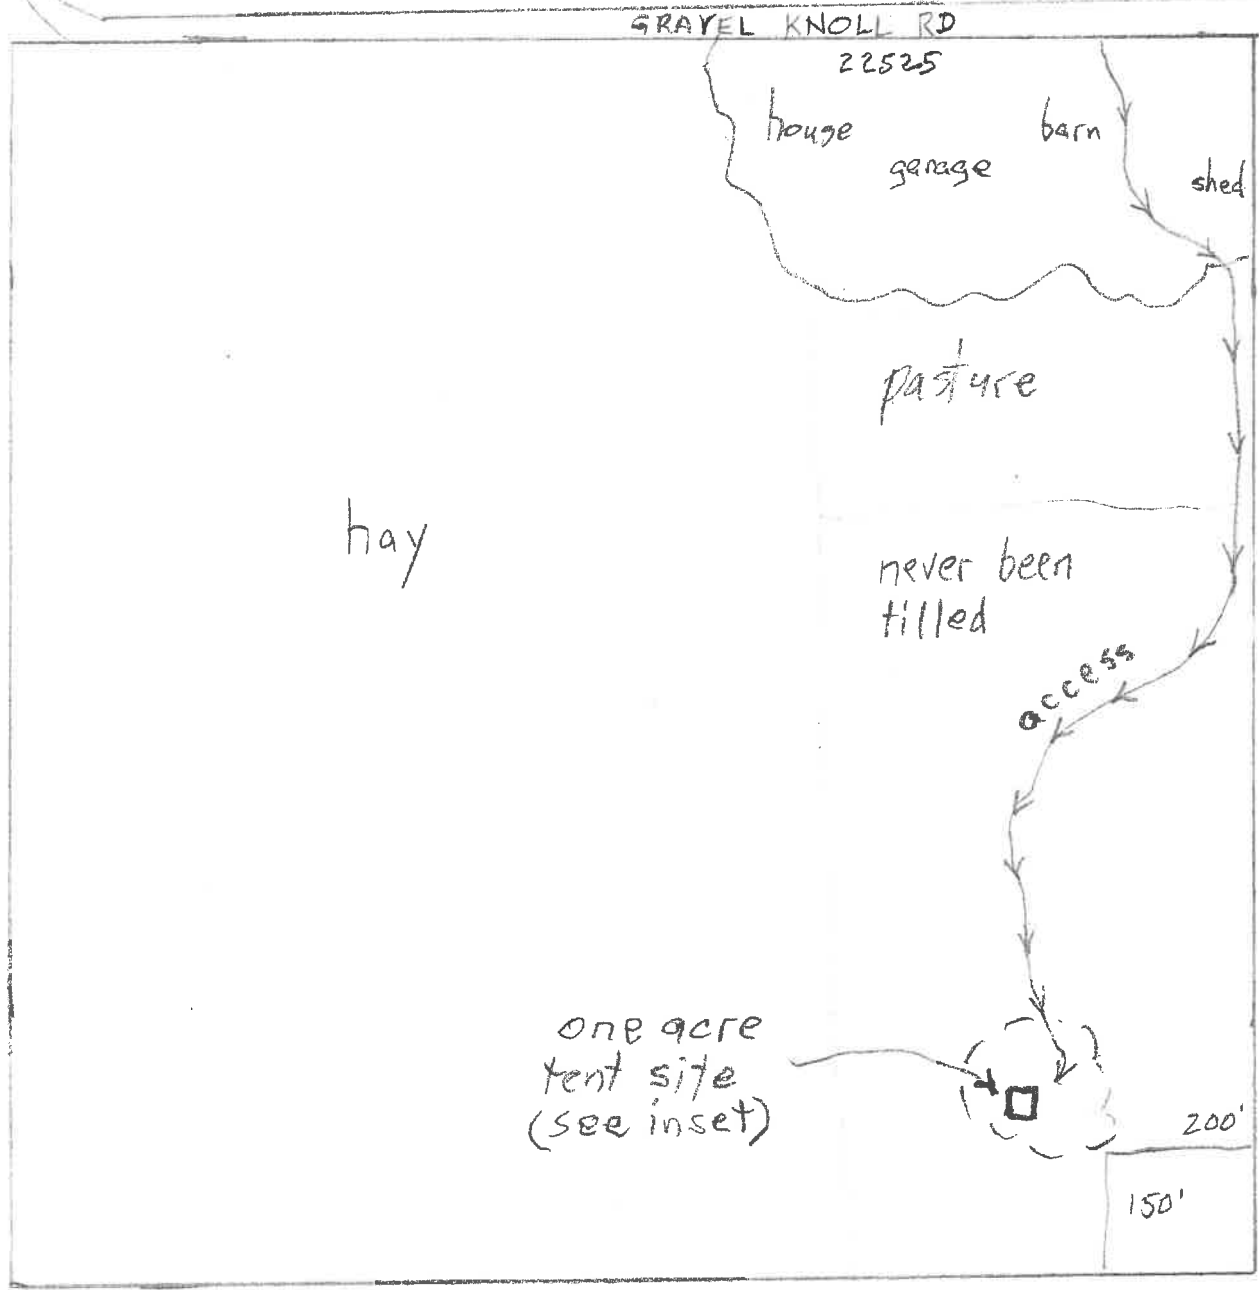 GRAVEL KNOLL RD
22525
house
barn
garage
shed
pasture
hay
never been
tilled
access
one acre
tent site
(see inset)
200'
150'